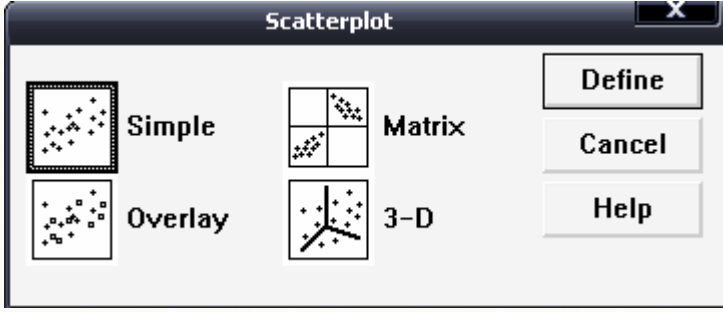 Scatterplot
X
Simple
Matrix
Overlay
3-D
Define
Cancel
Help